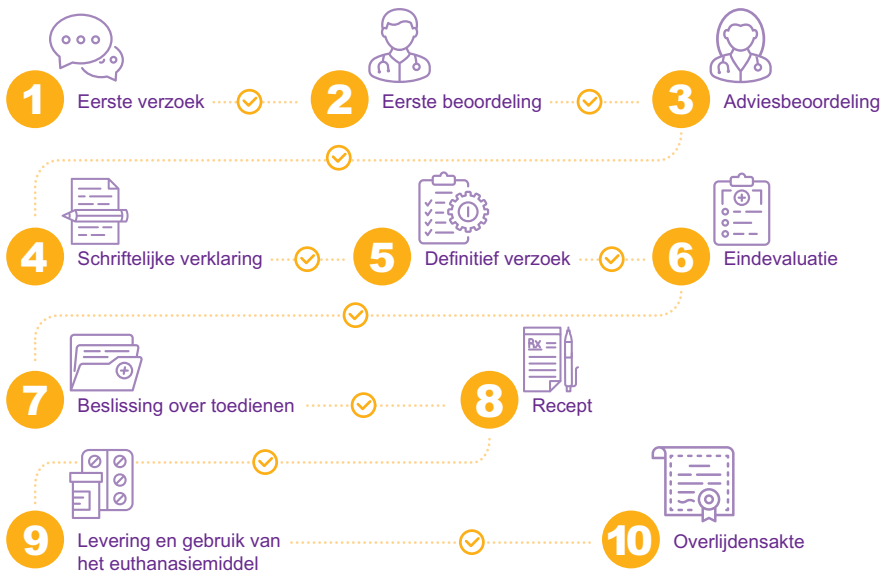 1 Eerste verzoek
2 Eerste beoordeling
3 Adviesbeoordeling
4 Schriftelijke verklaring
5 Definitief verzoek
6 Eindevaluatie
7 Beslissing over toedienen
Rx
8 Recept
9 Levering en gebruik van
het euthanasiemiddel
10 Overlijdensakte